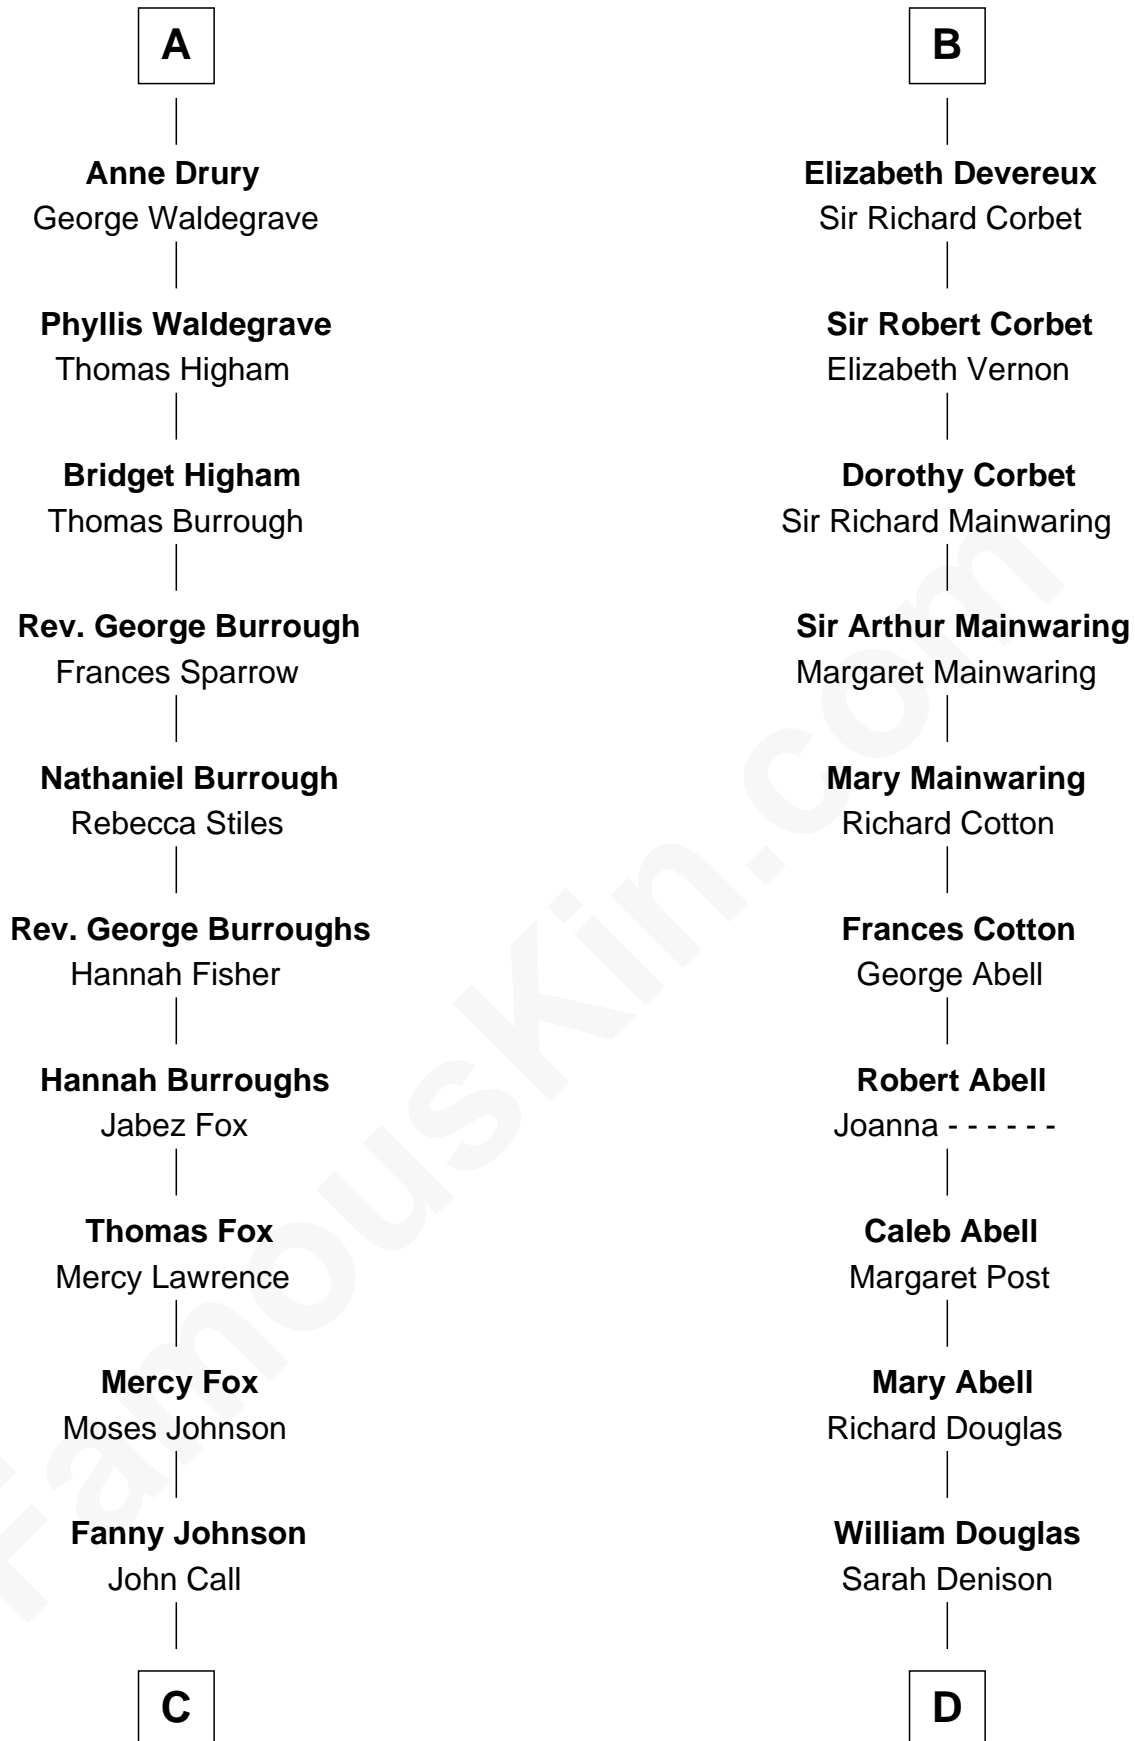 A
Anne Drury
George Waldegrave
Phyllis Waldegrave
Thomas Higham
Bridget Higham
Thomas Burrough
Rev. George Burrough
Frances Sparrow
Nathaniel Burrough
Rebecca Stiles
Rev. George Burroughs
Hannah Fisher
Hannah Burroughs
Jabez Fox
Thomas Fox
Mercy Lawrence
Mercy Fox
Moses Johnson
Fanny Johnson
John Call
C
B
Elizabeth Devereux
Sir Richard Corbet
Sir Robert Corbet
Elizabeth Vernon
Dorothy Corbet
Sir Richard Mainwaring
Sir Arthur Mainwaring
Margaret Mainwaring
Mary Mainwaring
Richard Cotton
Frances Cotton
George Abell
Robert Abell
Joanna - - - - - -
Caleb Abell
Margaret Post
Mary Abell
Richard Douglas
William Douglas
Sarah Denison
D
FamousKin.com